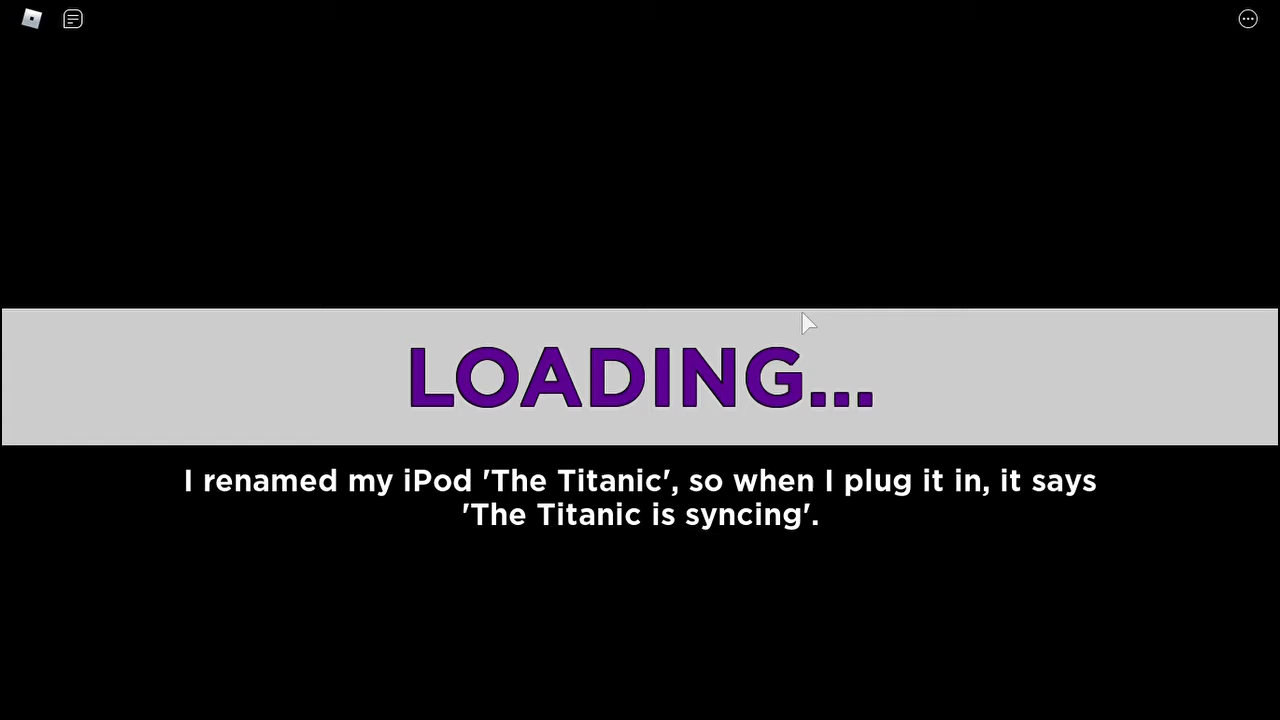 LOADING...
I renamed my iPod 'The Titanic', so when I plug it in, it says
'The Titanic is syncing'.